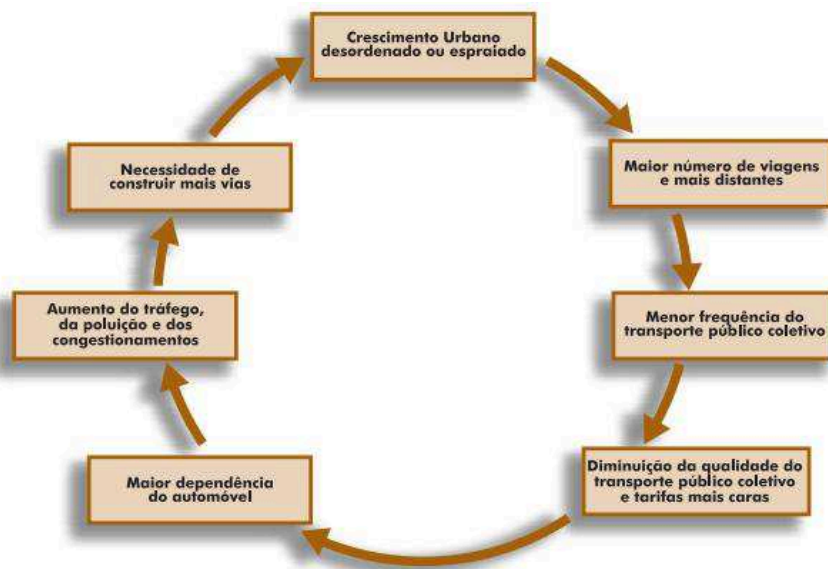 Crescimento Urbano
desordenado ou espraiado
Maior número de viagens
e mais distantes
Menor frequência do
transporte público coletivo
Diminuição da qualidade do
transporte público coletivo
e tarifas mais caras
Maior dependência
do automóvel
Aumento do tráfego,
da poluição e dos
congestionamentos
Necessidade de
construir mais vias